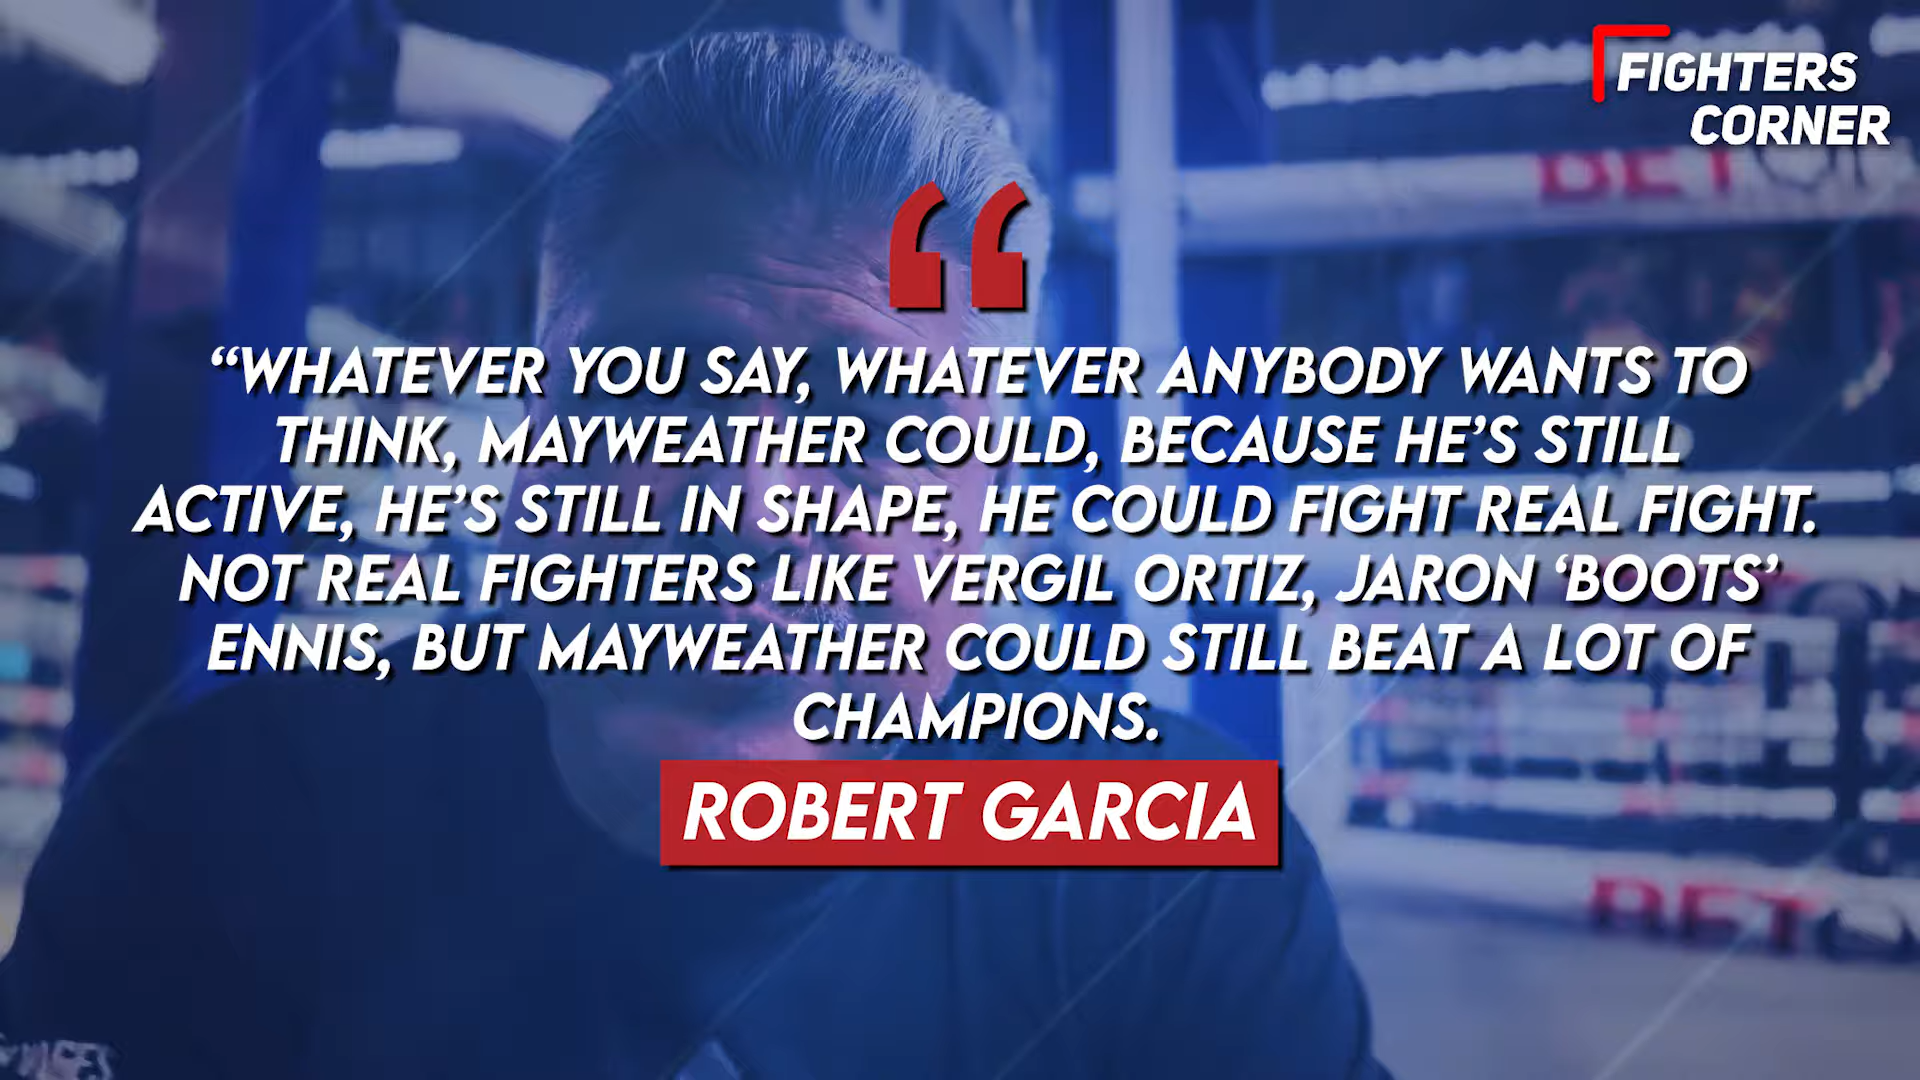 FIGHTERS
CORNER
“WHATEVER YOU SAY, WHATEVER ANYBODY WANTS TO
THINK, MAYWEATHER COULD, BECAUSE HE’S STILL
ACTIVE, HE’S STILL IN SHAPE, HE COULD FIGHT REAL FIGHT.
NOT REAL FIGHTERS LIKE VERGIL ORTIZ, JARON ‘BOOTS’
ENNIS, BUT MAYWEATHER COULD STILL BEAT A LOT OF
CHAMPIONS.
ROBERT GARCIA